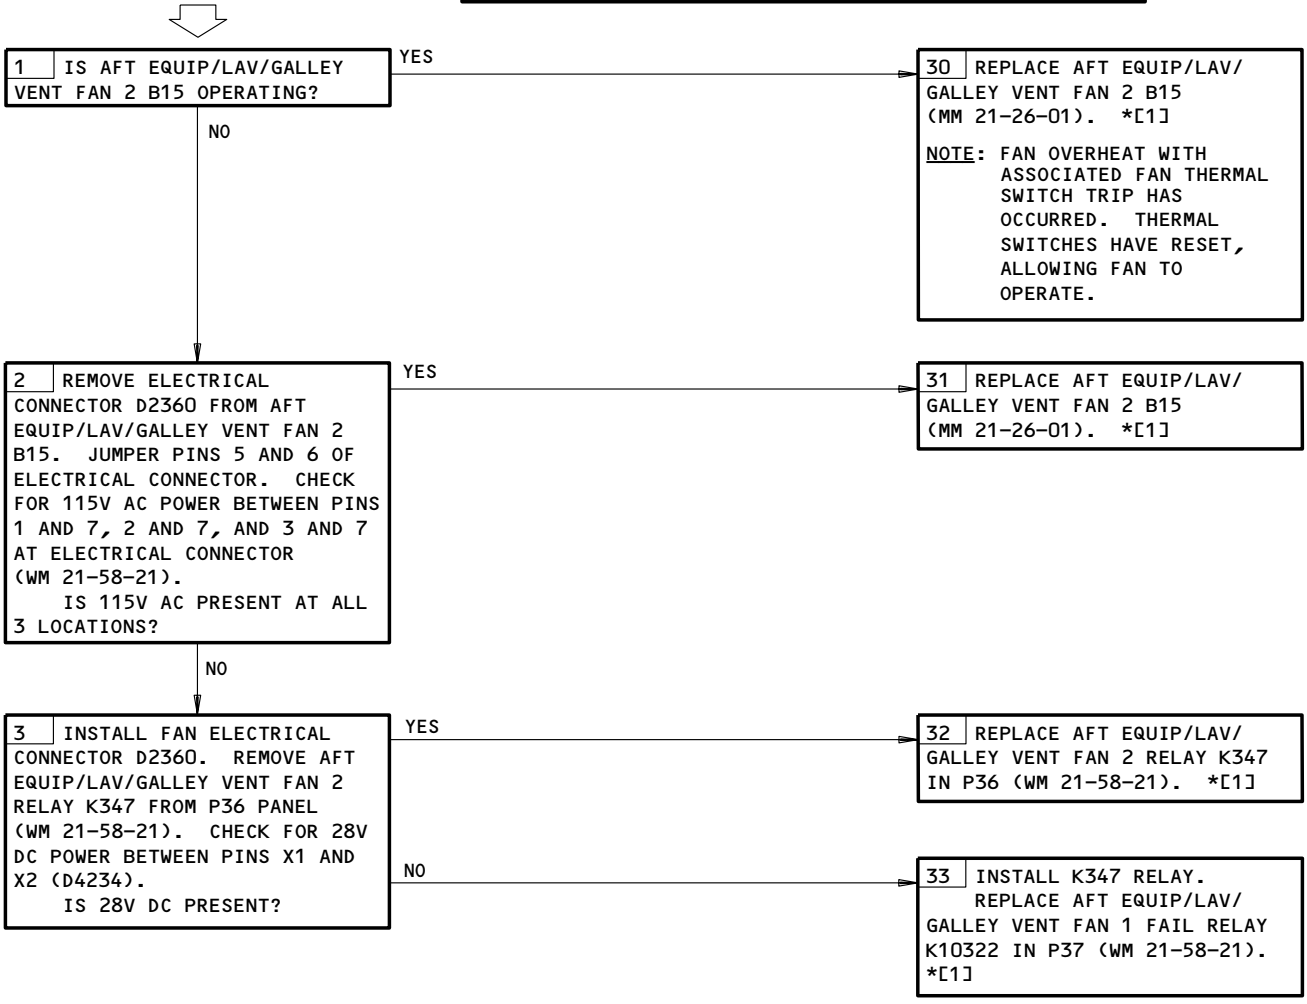 1 IS AFT EQUIP/LAV/GALLEY
VENT FAN 2 B15 OPERATING?
YES
NO
30 REPLACE AFT EQUIP/LAV/
GALLEY VENT FAN 2 B15
(MM 21-26-01). *[1]
NOTE: FAN OVERHEAT WITH
ASSOCIATED FAN THERMAL
SWITCH TRIP HAS
OCCURRED. THERMAL
SWITCHES HAVE RESET,
ALLOWING FAN TO
OPERATE.
2 REMOVE ELECTRICAL
CONNECTOR D2360 FROM AFT
EQUIP/LAV/GALLEY VENT FAN 2
B15. JUMPER PINS 5 AND 6 OF
ELECTRICAL CONNECTOR. CHECK
FOR 115V AC POWER BETWEEN PINS
1 AND 7, 2 AND 7, AND 3 AND 7
AT ELECTRICAL CONNECTOR
(WM 21-58-21).
IS 115V AC PRESENT AT ALL
3 LOCATIONS?
YES
NO
31 REPLACE AFT EQUIP/LAV/
GALLEY VENT FAN 2 B15
(MM 21-26-01). *[1]
3 INSTALL FAN ELECTRICAL
CONNECTOR D2360. REMOVE AFT
EQUIP/LAV/GALLEY VENT FAN 2
RELAY K347 FROM P36 PANEL
(WM 21-58-21). CHECK FOR 28V
DC POWER BETWEEN PINS X1 AND
X2 (D4234).
IS 28V DC PRESENT?
YES
NO
32 REPLACE AFT EQUIP/LAV/
GALLEY VENT FAN 2 RELAY K347
IN P36 (WM 21-58-21). *[1]
33 INSTALL K347 RELAY.
REPLACE AFT EQUIP/LAV/
GALLEY VENT FAN 1 FAIL RELAY
K10322 IN P37 (WM 21-58-21).
*[1]